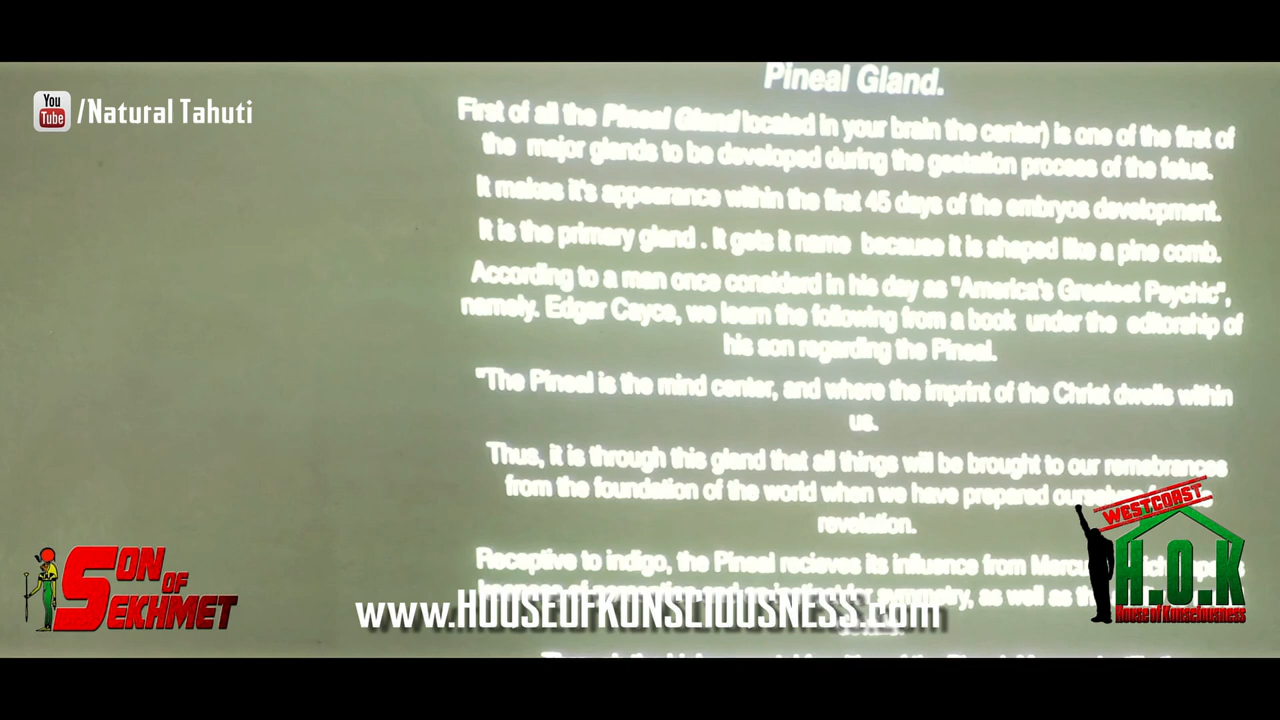 Pineal Gland.
You
Tube
/Natural Tahuti
First of all the Pineal Gland located in your brain the center) is one of the first of
the major glands to be developed during the gestation process of the fetus.
It makes it's appearance within the first 45 days of the embryos development.
It is the primary gland . It gets it name because it is shaped like a pine comb.
According to a man once considerd in his day as "America's Greatest Psychic",
namely. Edgar Cayce, we learn the following from a book under the editorship of
his son regarding the Pineal.
"The Pineal is the mind center, and where the imprint of the Christ dwells within
us.
Thus, it is through this gland that all things will be brought to our remebrances
from the foundation of the world when we have prepared
revelation.
Receptive to indigo, the Pineal recieves its influence from
symmetry, as well as
SON
OF
SEKHMET
www.HOUSEOFKONSCIOUSNESS.com
WESTCOAST
H.O.K
House of Konsciousness